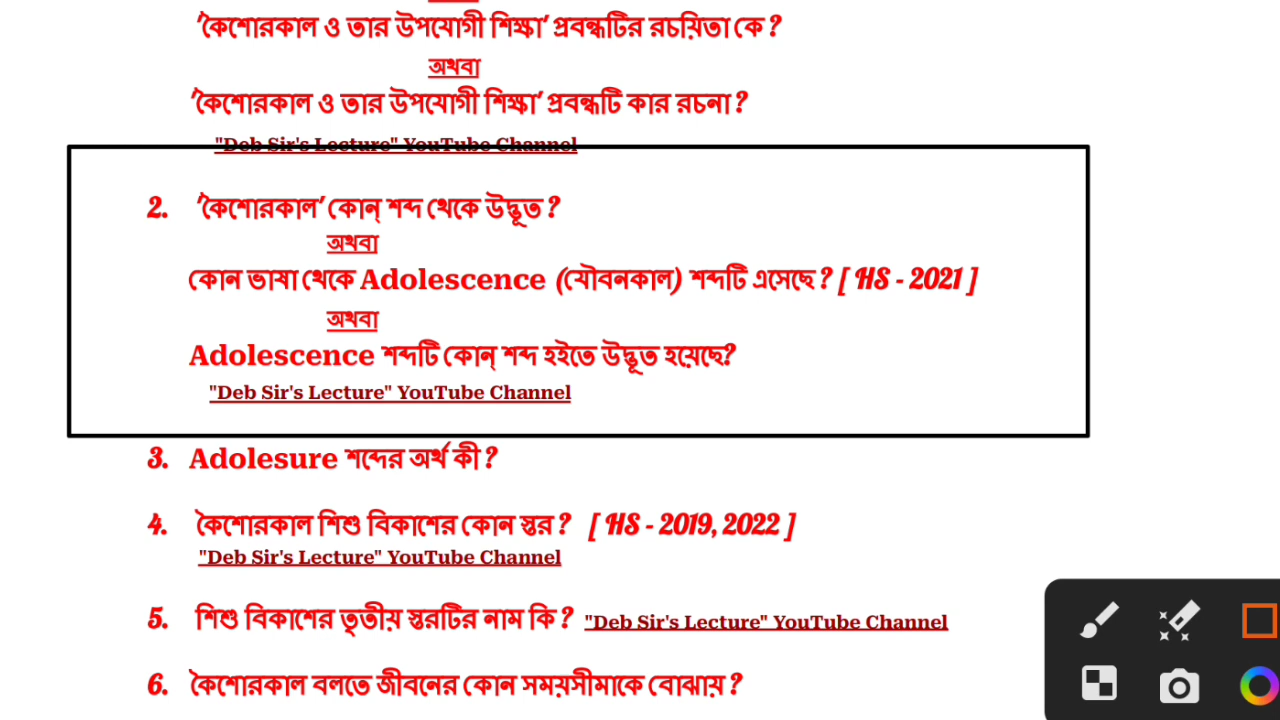 'কৈশোরকাল ও তার উপযোগী শিক্ষা' প্রবন্ধটির রচয়িতা কে ?
অথবা
'কৈশোরকাল ও তার উপযোগী শিক্ষা' প্রবন্ধটি কার রচনা ?
"Deb Sir's Lecture" YouTube Channel
2. 'কৈশোরকাল' কোন্ শব্দ থেকে উদ্ভূত ?
অথবা
কোন ভাষা থেকে Adolescence (যৌবনকাল) শব্দটি এসেছে ? [ HS - 2021 ]
অথবা
Adolescence শব্দটি কোন্ শব্দ হইতে উদ্ভূত হয়েছে?
"Deb Sir's Lecture" YouTube Channel
3. Adolesure শব্দের অর্থ কী ?
4. কৈশোরকাল শিশু বিকাশের কোন স্তর ? [ HS - 2019, 2022 ]
"Deb Sir's Lecture" YouTube Channel
5. শিশু বিকাশের তৃতীয় স্তরটির নাম কি ? "Deb Sir's Lecture" YouTube Channel
6. কৈশোরকাল বলতে জীবনের কোন সময়সীমাকে বোঝায় ?